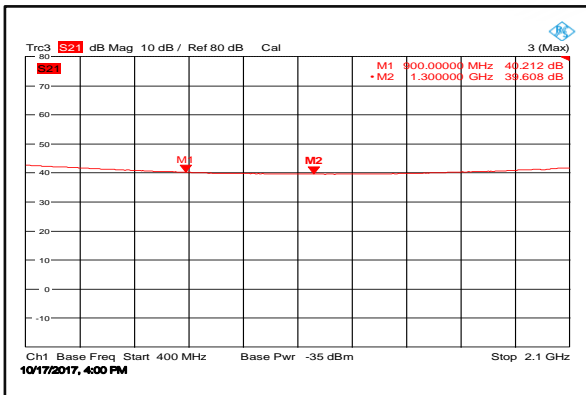 Trc3 S21 dB Mag 10 dB / Ref 80 dB Cal 3 (Max)
80
S21
M1 900.00000 MHz 40.212 dB
•M2 1.300000 GHz 39.608 dB
70
60
50
M1 M2
40
30
20
10
0
-10
Ch1 Base Freq Start 400 MHz Base Pwr -35 dBm Stop 2.1 GHz
10/17/2017, 4:00 PM